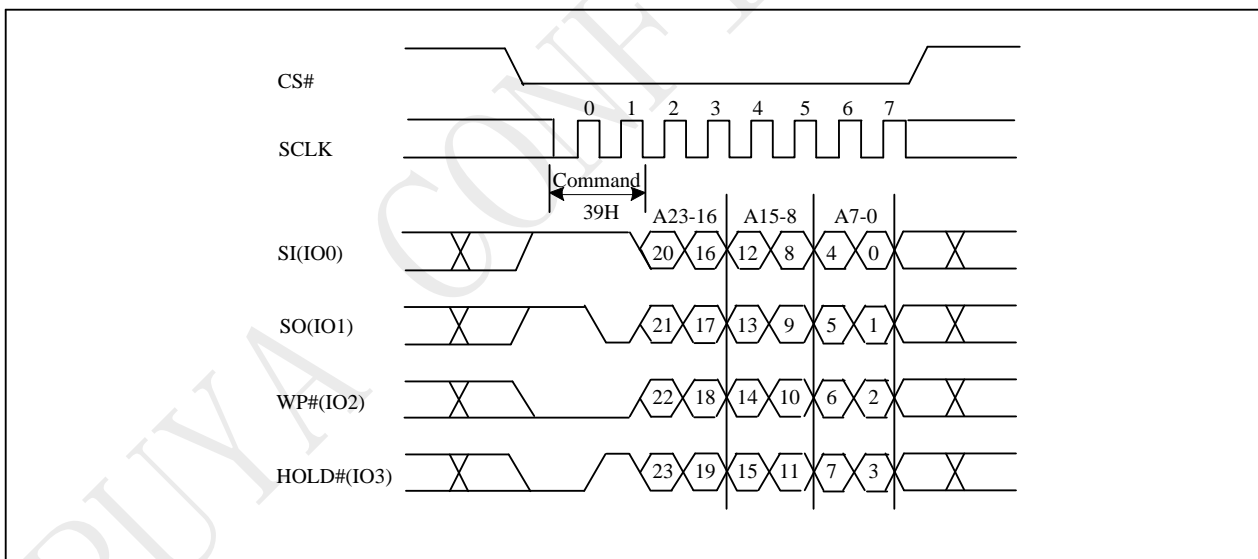 CS#
0 1 2 3 4 5 6 7
SCLK
Command
39H
A23-16 A15-8 A7-0
SI(IO0) 20 16 12 8 4 0
SO(IO1) 21 17 13 9 5 1
WP#(IO2) 22 18 14 10 6 2
HOLD#(IO3) 23 19 15 11 7 3
PUYA CONF